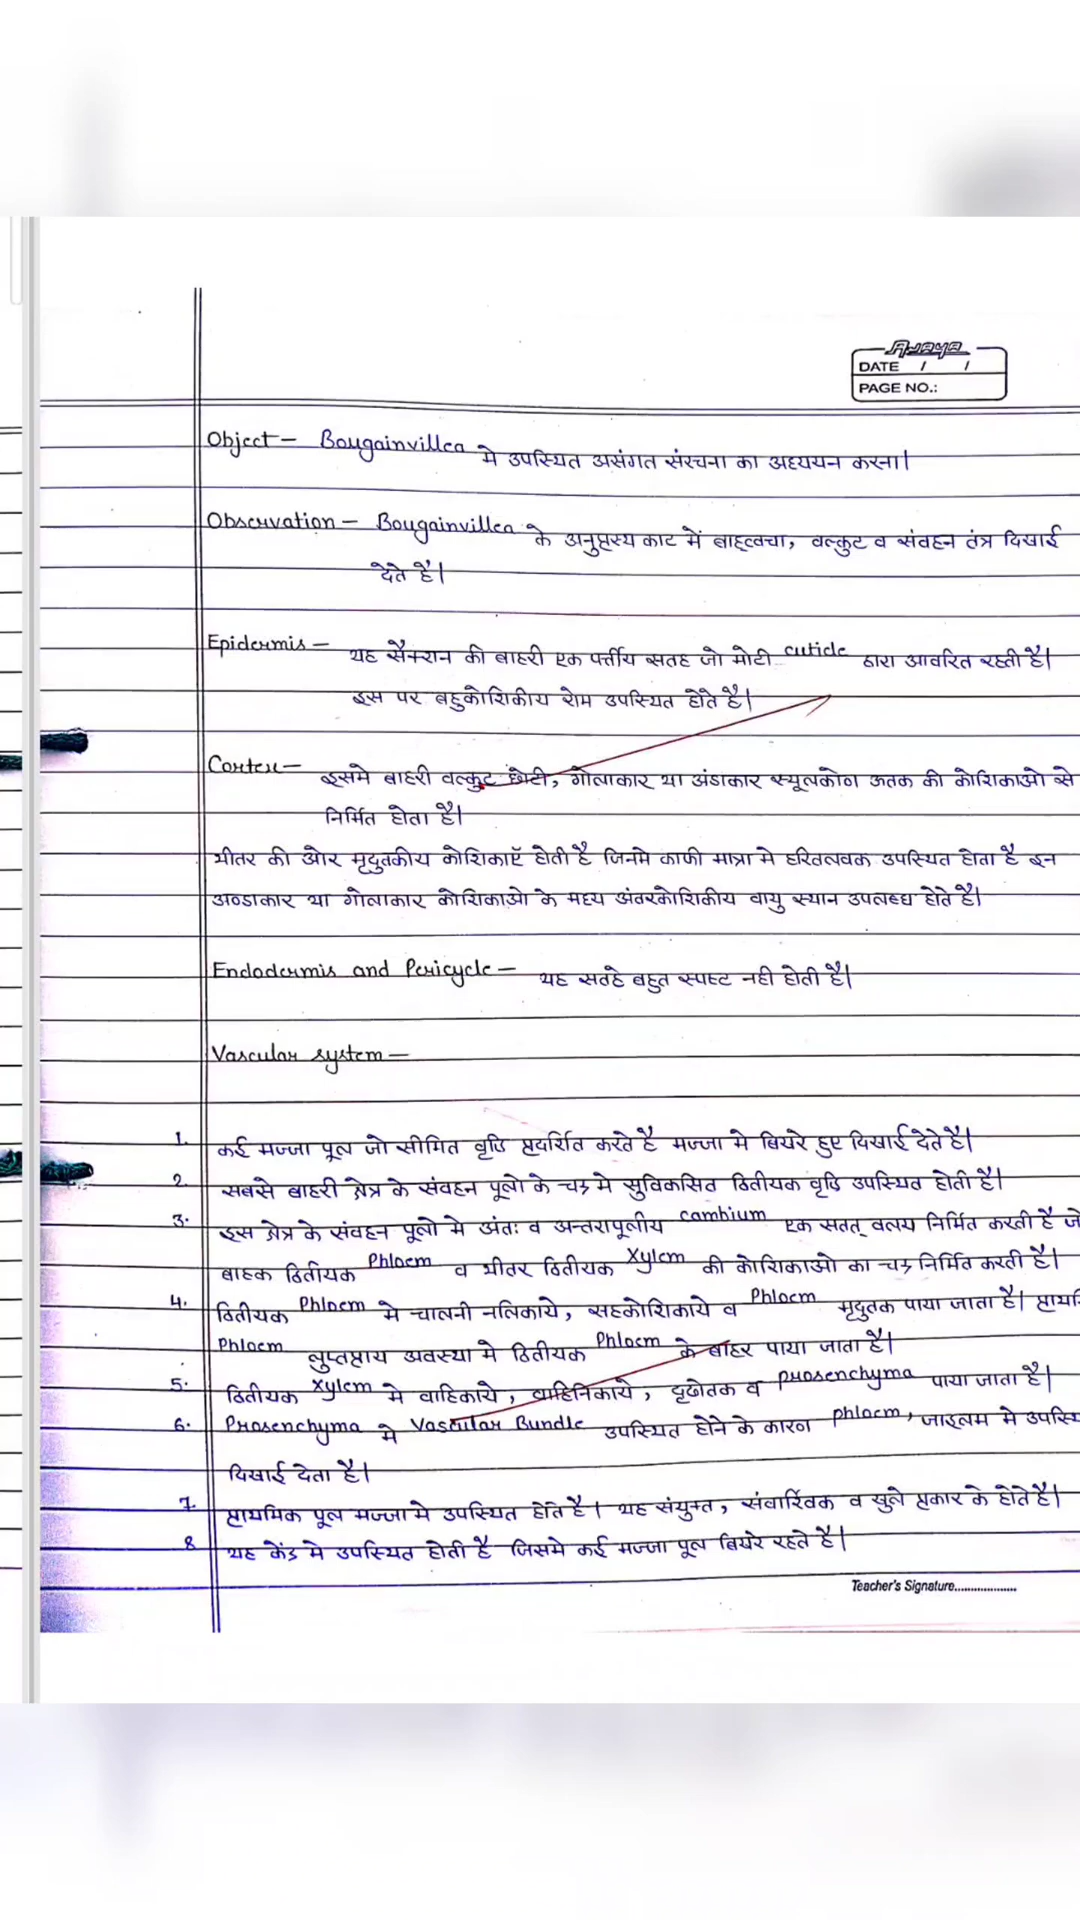 AJAYA
DATE / /
PAGE NO.:
Object- Bougainvillea मे उपस्थित असंगत संरचना का अध्ययन करना।
Observation- Bougainvillea के अनुप्रस्थ काट में बाह्त्वचा, वल्कुट व संवहन तंत्र दिखाई
देते है।
Epidermis- यह सैक्शन की बाहरी एक पर्त्तीय सतह जो मोटी cuticle द्वारा आवरित रहती है।
इस पर बहुकोशिकीय रोम उपस्थित होते है।
Cortex- इसमे बाहरी वल्कुट छोटी, गोलाकार या अंडाकार स्थूलकोण ऊतक की कोशिकाओ से
निर्मित होता है।
भीतर की ओर मृदुतकीय कोशिकाएँ होती है जिनमे काफी मात्रा मे हरितलवक उपस्थित होता है इन
अण्डाकार या गोलाकार कोशिकाओ के मध्य अंतरकोशिकीय वायु स्थान उपलब्ध होते है।
Endodermis and Pericycle- यह सतहे बहुत स्पष्ट नही होती है।
Vascular system-
1. कई मज्जा पूल जो सीमित वृद्धि प्रदर्शित करते है मज्जा मे बिखरे हुए दिखाई देते है।
2. सबसे बाहरी क्षेत्र के संवहन पूलो के चक्र मे सुविकसित द्वितीयक वृद्धि उपस्थित होती है।
3. इस क्षेत्र के संवहन पूलो मे अंतः व अन्तरापूलीय cambium एक सतत् वलय निर्मित करती है जो
बाहक द्वितीयक Phloem व भीतर द्वितीयक Xylem की कोशिकाओ का चक्र निर्मित करती है।
4. द्वितीयक Phloem मे चालनी नलिकाये, सहकोशिकाये व Phloem मृदुतक पाया जाता है।
Phloem लुप्तप्राय अवस्था मे द्वितीयक Phloem के बाहर पाया जाता है।
5. द्वितीयक Xylem मे वाहिकाये, वाहिनिकाये, दृढोतक व Prosenchyma पाया जाता है।
6. Prosenchyma मे Vascular Bundle उपस्थित होने के कारण Phloem, जाइलम मे
दिखाई देता है।
7. प्राथमिक पूल मज्जा मे उपस्थित होते है। यह संयुक्त, संपार्श्विक व खुले प्रकार के होते है।
8 यह केंद्र मे उपस्थित होती है जिसमे कई मज्जा पूल बिखरे रहते है।
Teacher's Signature...................